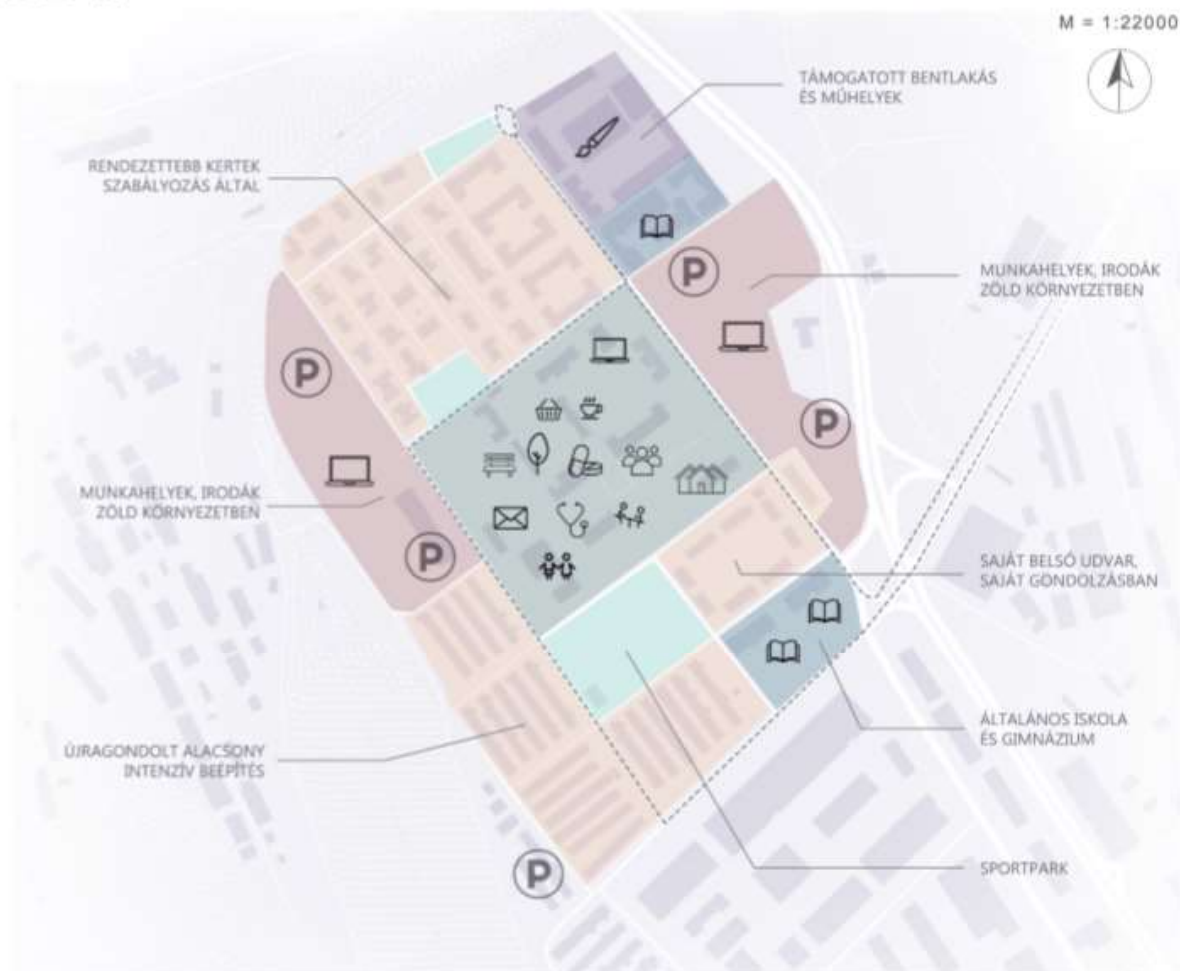 M = 1:22000
TÁMOGATOTT BENTLAKÁS
ÉS MŰHELYEK
RENDEZETTEBB KERTEK
SZABÁLYOZÁS ÁLTAL
P
MUNKAHELYEK, IRODÁK
ZÖLD KÖRNYEZETBEN
P
P
MUNKAHELYEK, IRODÁK
ZÖLD KÖRNYEZETBEN
P
SAJÁT BELSŐ UDVAR,
SAJÁT GONDOLZÁSBAN
ÁLTALÁNOS ISKOLA
ÉS GIMNÁZIUM
ÚJRAGONDOLT ALACSONY
INTENZÍV BEÉPÍTÉS
P
SPORTPARK